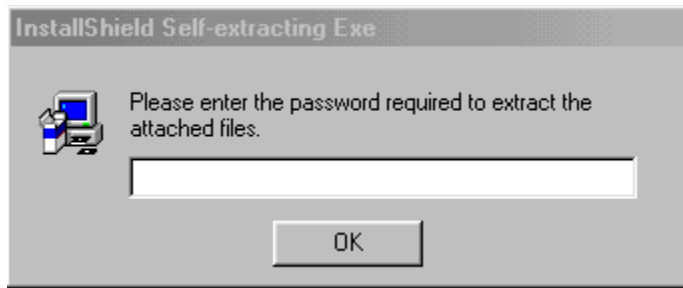 InstallShield Self-extracting Exe
Please enter the password required to extract the
attached files.
OK